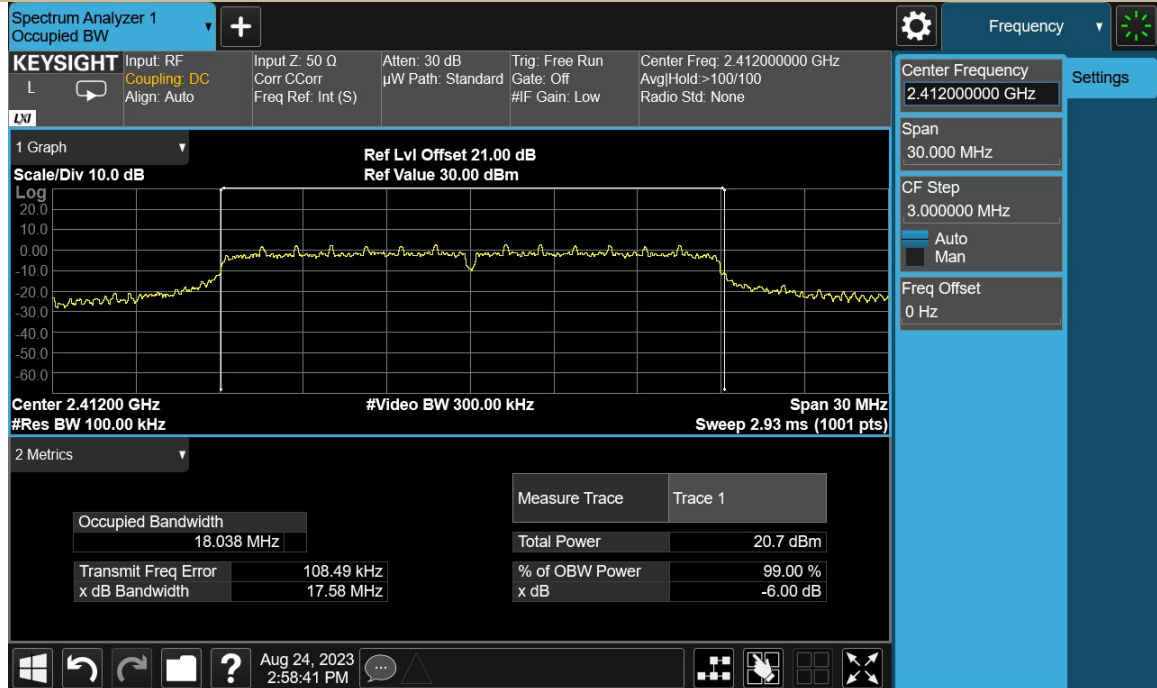 Spectrum Analyzer 1
Occupied BW
Frequency
KEYSIGHT
L
LXI
Input: RF
Coupling: DC
Align: Auto
Input Z: 50 Ω
Corr CCorr
Freq Ref: Int (S)
Atten: 30 dB
µW Path: Standard
Trig: Free Run
Gate: Off
#IF Gain: Low
Center Freq: 2.412000000 GHz
Avg|Hold:>100/100
Radio Std: None
Center Frequency
2.412000000 GHz
Settings
Span
30.000 MHz
CF Step
3.000000 MHz
Auto
Man
Freq Offset
0 Hz
1 Graph
Scale/Div 10.0 dB
Ref Lvl Offset 21.00 dB
Ref Value 30.00 dBm
Log
20.0
10.0
0.00
-10.0
-20.0
-30.0
-40.0
-50.0
-60.0
Center 2.41200 GHz
#Res BW 100.00 kHz
#Video BW 300.00 kHz
Span 30 MHz
Sweep 2.93 ms (1001 pts)
2 Metrics
Measure Trace
Trace 1
Occupied Bandwidth
18.038 MHz
Total Power
20.7 dBm
Transmit Freq Error
108.49 kHz
% of OBW Power
99.00 %
x dB Bandwidth
17.58 MHz
x dB
-6.00 dB
?
Aug 24, 2023
2:58:41 PM